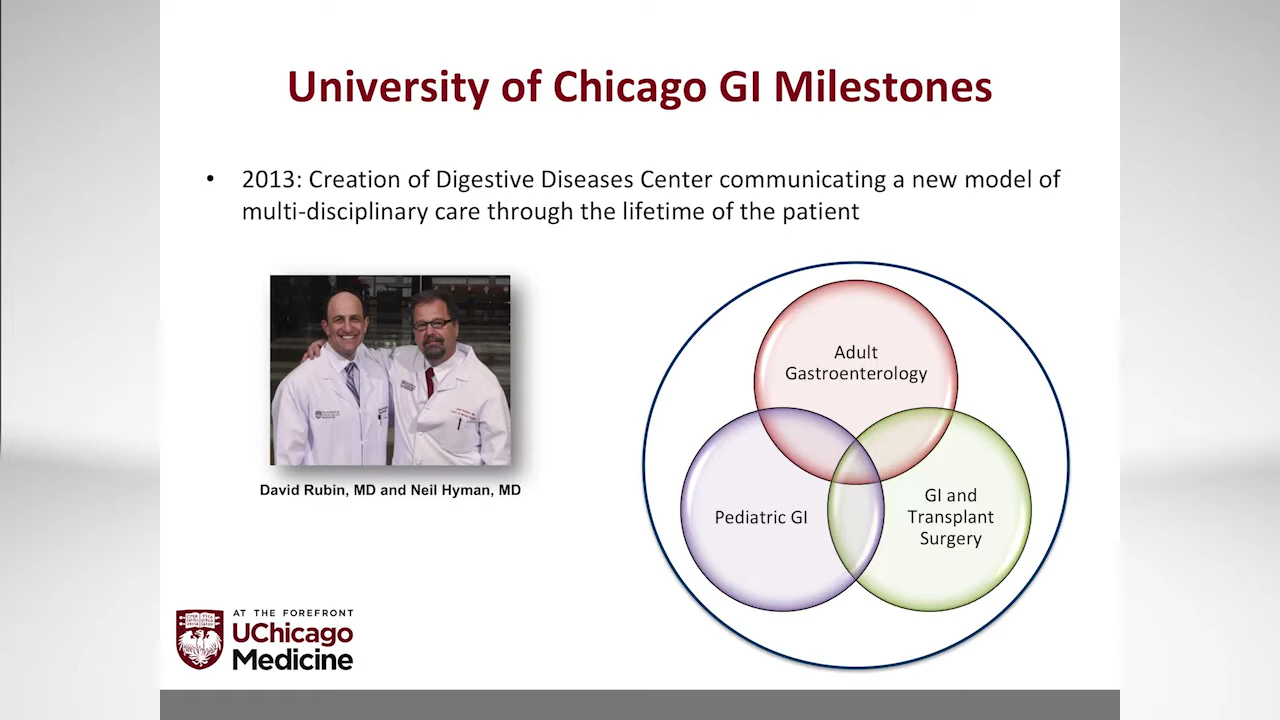 University of Chicago GI Milestones
• 2013: Creation of Digestive Diseases Center communicating a new model of
multi-disciplinary care through the lifetime of the patient
David Rubin, MD and Neil Hyman, MD
Adult
Gastroenterology
Pediatric GI
GI and
Transplant
Surgery
AT THE FOREFRONT
UChicago
Medicine